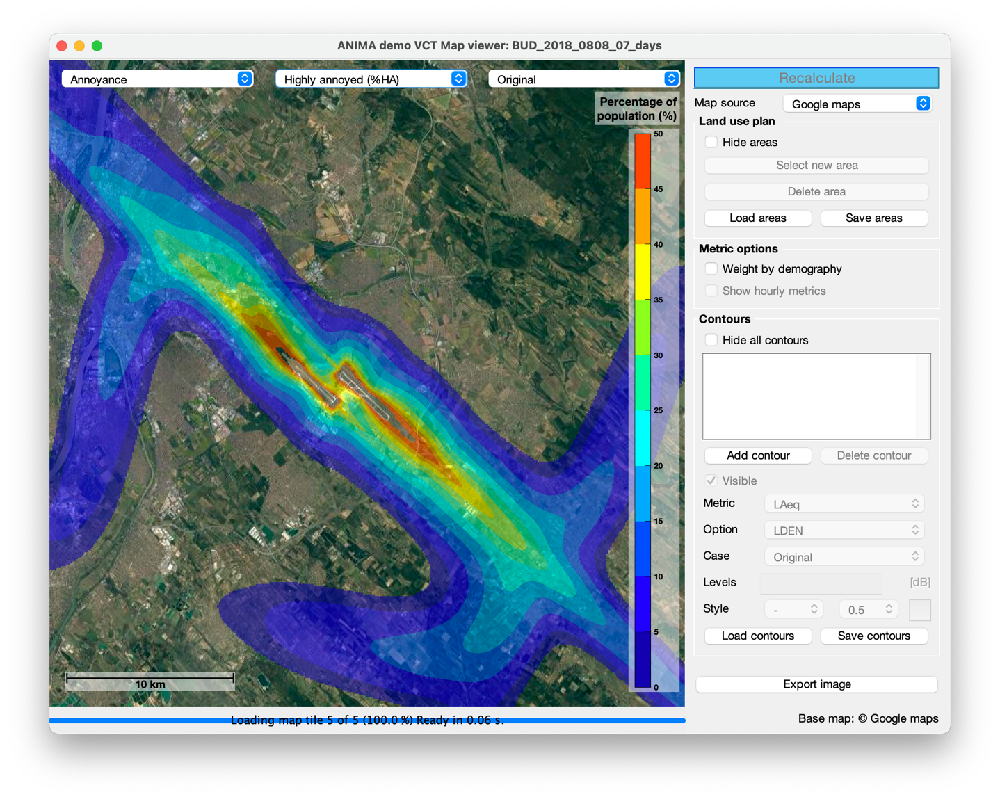 ANIMA demo VCT Map viewer: BUD_2018_0808_07_days
Annoyance
Highly annoyed (%HA)
Original
Percentage of
population (%)
50
45
40
35
30
25
20
15
10
5
0
10 km
Loading map tile 5 of 5 (100.0 %) Ready in 0.06 s.
Recalculate
Map source
Google maps
Land use plan
Hide areas
Select new area
Delete area
Load areas
Save areas
Metric options
Weight by demography
Show hourly metrics
Contours
Hide all contours
Add contour
Delete contour
Visible
Metric
LAeq
Option
LDEN
Case
Original
Levels
[dB]
Style
-
0.5
Load contours
Save contours
Export image
Base map: © Google maps